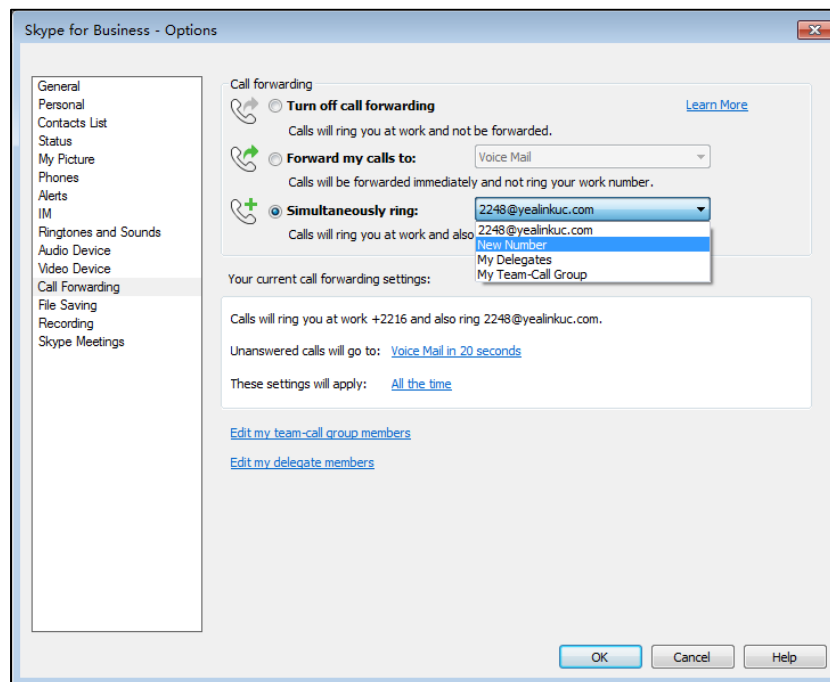 Skype for Business - Options
General
Personal
Contacts List
Status
My Picture
Phones
Alerts
IM
Ringtones and Sounds
Audio Device
Video Device
Call Forwarding
File Saving
Recording
Skype Meetings
Call forwarding
Turn off call forwarding
Learn More
Calls will ring you at work and not be forwarded.
Forward my calls to:
Voice Mail
Calls will be forwarded immediately and not ring your work number.
Simultaneously ring:
2248@yealinkuc.com
Calls will ring you at work and also
2248@yealinkuc.com
New Number
My Delegates
My Team-Call Group
Your current call forwarding settings:
Calls will ring you at work +2216 and also ring 2248@yealinkuc.com.
Unanswered calls will go to: Voice Mail in 20 seconds
These settings will apply: All the time
Edit my team-call group members
Edit my delegate members
OK Cancel Help